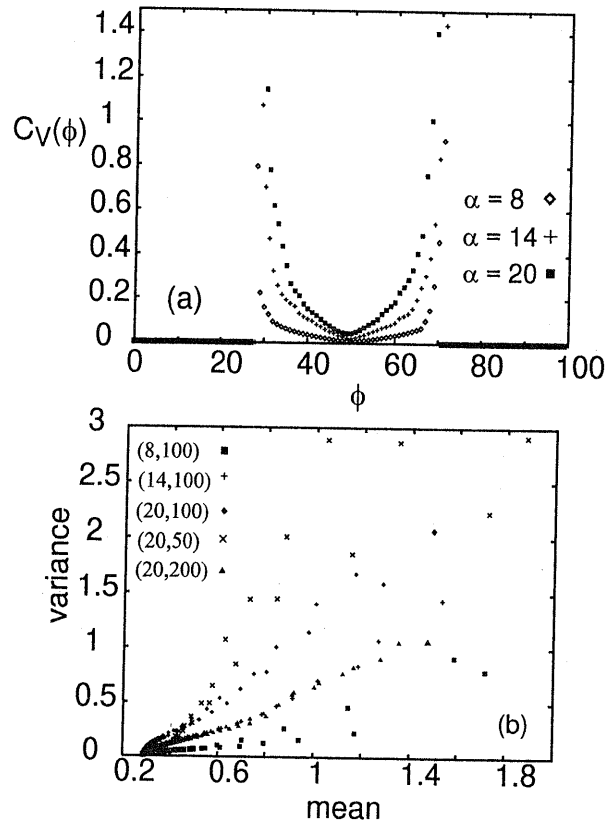 1.4
1.2
1
C_V(ϕ)
0.8
0.6
0.4
0.2
0
α = 8 ◇
α = 14 +
α = 20 ■
(a)
0 20 40 60 80 100
ϕ
3
2.5
2
1.5
1
0.5
0
variance
(8,100) ■
(14,100) +
(20,100) ◆
(20,50) ×
(20,200) ▲
(b)
0.2 0.6 1 1.4 1.8
mean